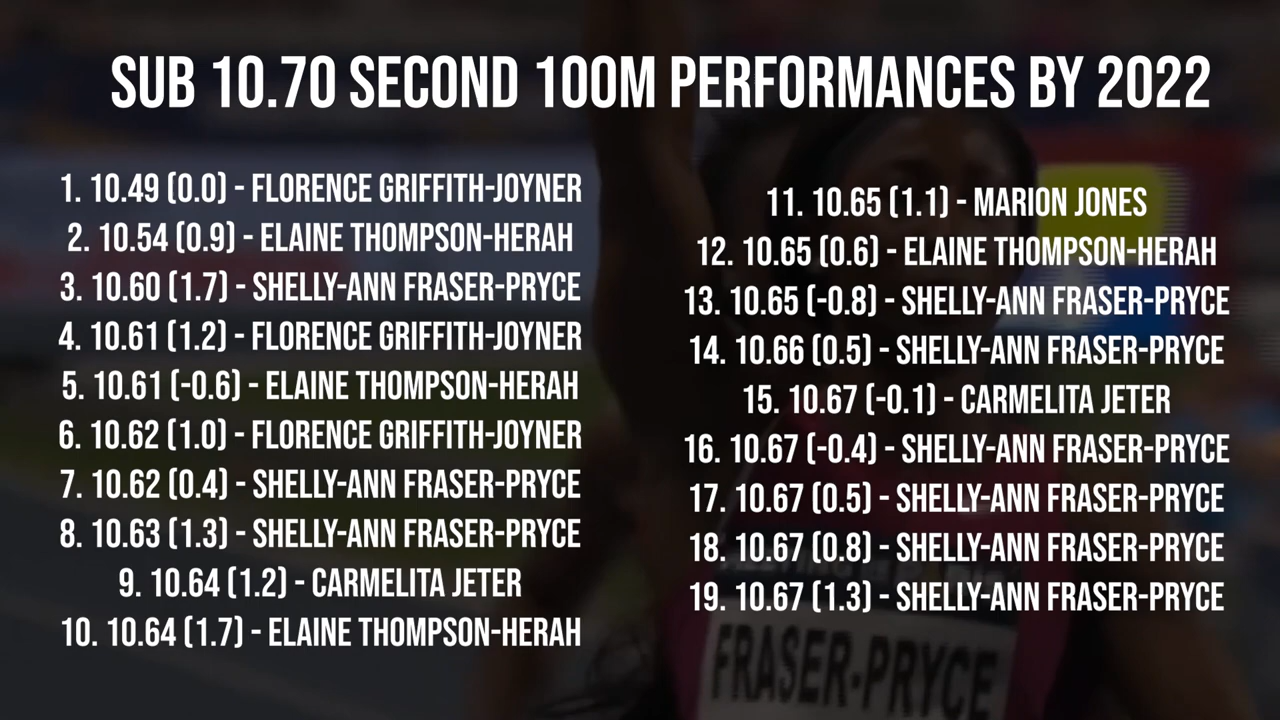 SUB 10.70 SECOND 100M PERFORMANCES BY 2022
1. 10.49 (0.0) - FLORENCE GRIFFITH-JOYNER
2. 10.54 (0.9) - ELAINE THOMPSON-HERAH
3. 10.60 (1.7) - SHELLY-ANN FRASER-PRYCE
4. 10.61 (1.2) - FLORENCE GRIFFITH-JOYNER
5. 10.61 (-0.6) - ELAINE THOMPSON-HERAH
6. 10.62 (1.0) - FLORENCE GRIFFITH-JOYNER
7. 10.62 (0.4) - SHELLY-ANN FRASER-PRYCE
8. 10.63 (1.3) - SHELLY-ANN FRASER-PRYCE
9. 10.64 (1.2) - CARMELITA JETER
10. 10.64 (1.7) - ELAINE THOMPSON-HERAH
11. 10.65 (1.1) - MARION JONES
12. 10.65 (0.6) - ELAINE THOMPSON-HERAH
13. 10.65 (-0.8) - SHELLY-ANN FRASER-PRYCE
14. 10.66 (0.5) - SHELLY-ANN FRASER-PRYCE
15. 10.67 (-0.1) - CARMELITA JETER
16. 10.67 (-0.4) - SHELLY-ANN FRASER-PRYCE
17. 10.67 (0.5) - SHELLY-ANN FRASER-PRYCE
18. 10.67 (0.8) - SHELLY-ANN FRASER-PRYCE
19. 10.67 (1.3) - SHELLY-ANN FRASER-PRYCE
FRASER-PRYCE